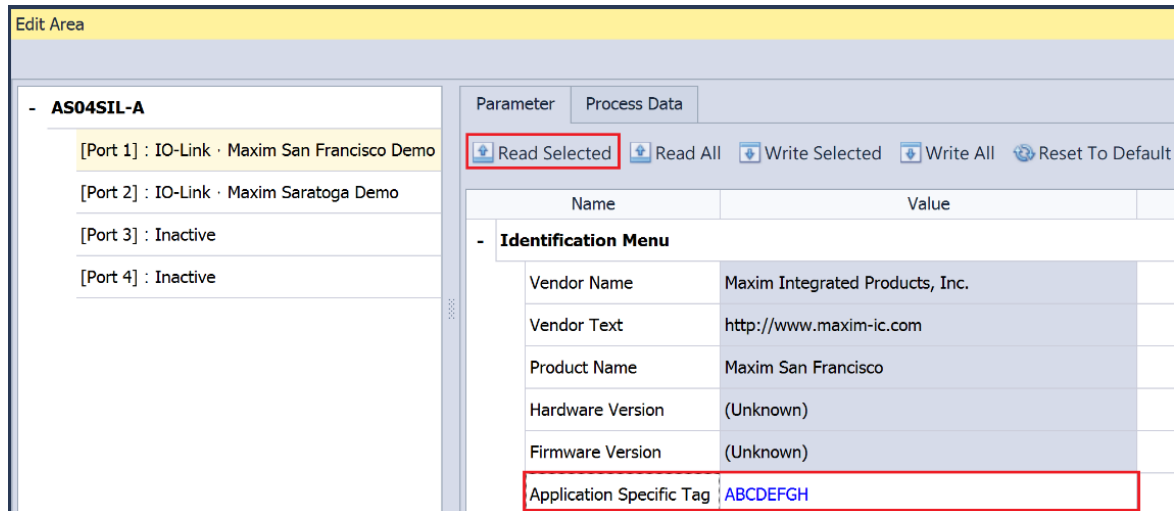 Edit Area
- AS04SIL-A
[Port 1] : IO-Link · Maxim San Francisco Demo
[Port 2] : IO-Link · Maxim Saratoga Demo
[Port 3] : Inactive
[Port 4] : Inactive
Parameter Process Data
Read Selected Read All Write Selected Write All Reset To Default
Name Value
- Identification Menu
Vendor Name Maxim Integrated Products, Inc.
Vendor Text http://www.maxim-ic.com
Product Name Maxim San Francisco
Hardware Version (Unknown)
Firmware Version (Unknown)
Application Specific Tag ABCDEFGH